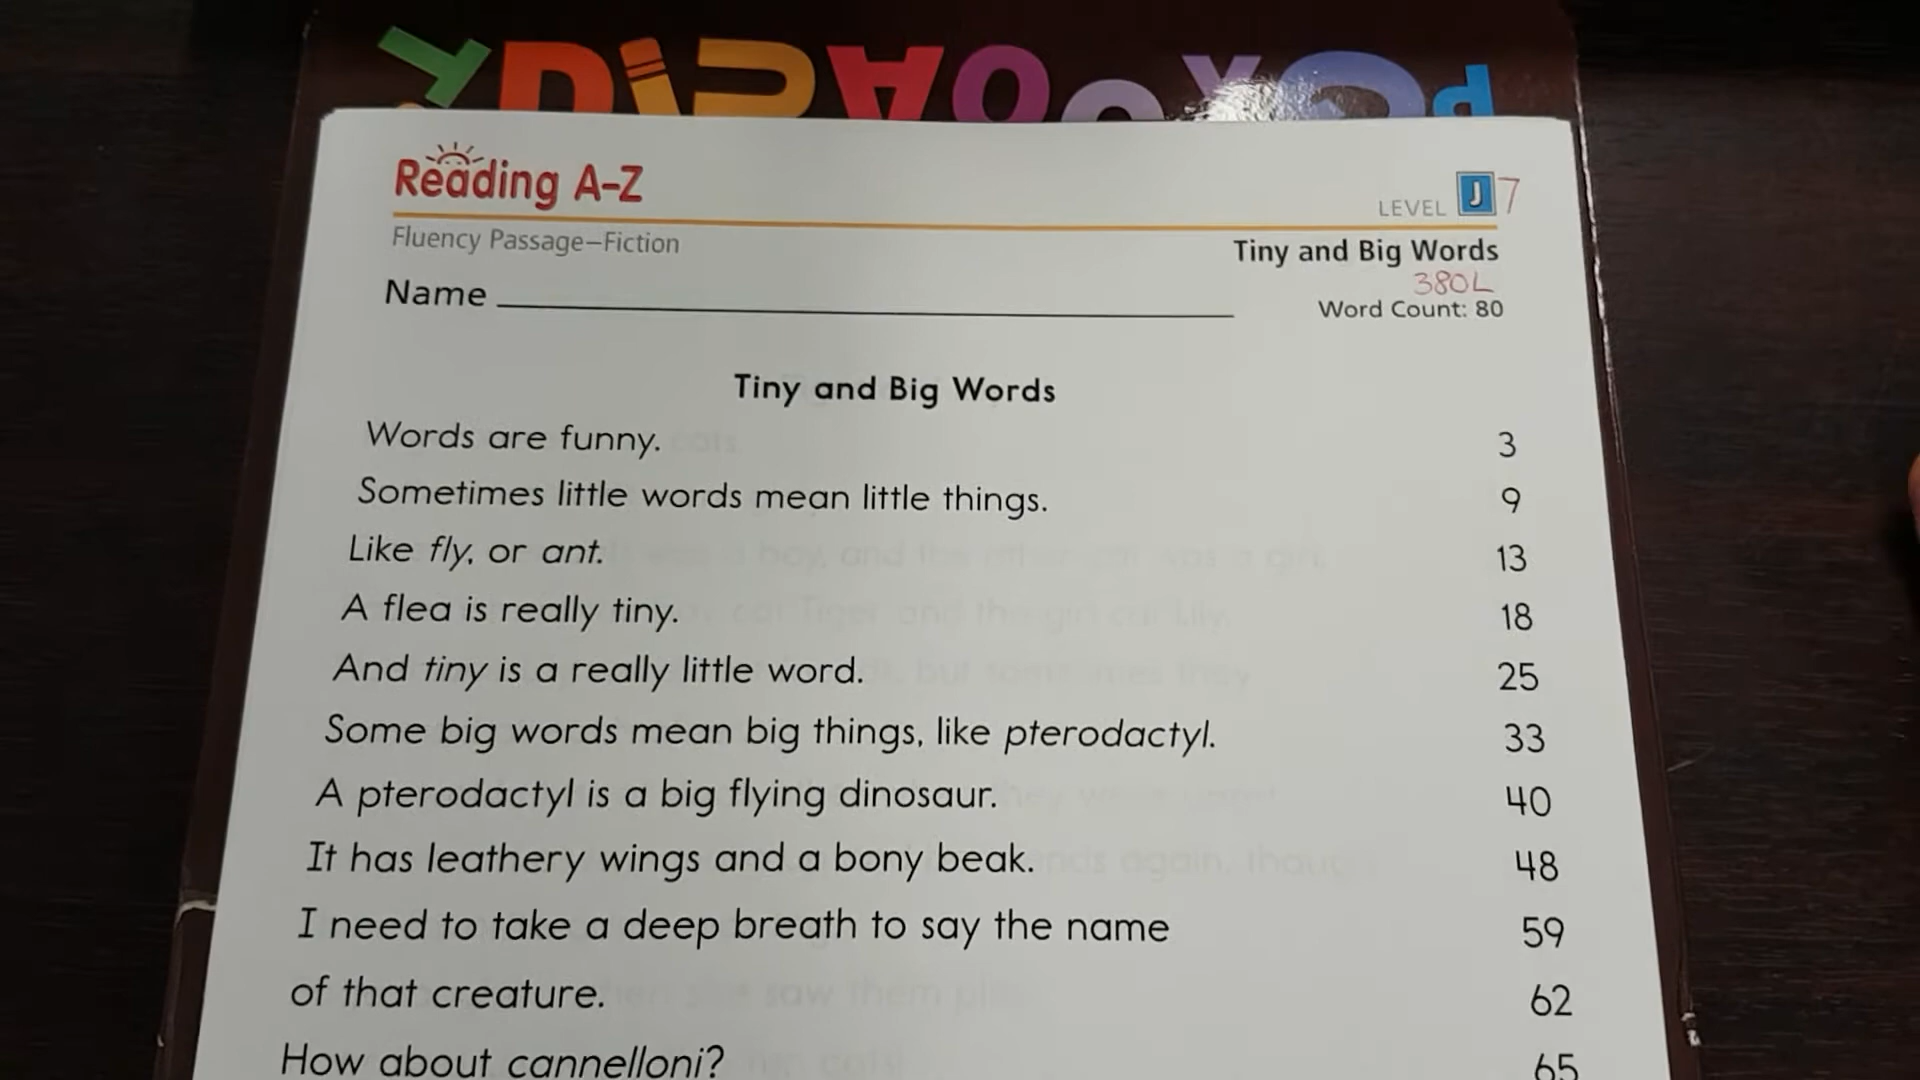 Reading A-Z
LEVEL J 7
Fluency Passage–Fiction
Tiny and Big Words
380L
Name
Word Count: 80
Tiny and Big Words
Words are funny. 3
Sometimes little words mean little things. 9
Like fly, or ant. 13
A flea is really tiny. 18
And tiny is a really little word. 25
Some big words mean big things, like pterodactyl. 33
A pterodactyl is a big flying dinosaur. 40
It has leathery wings and a bony beak. 48
I need to take a deep breath to say the name 59
of that creature. 62
How about cannelloni? 65